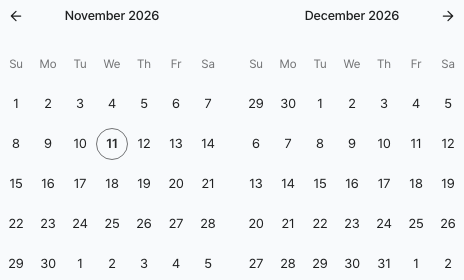 ← November 2026 December 2026 →
Su Mo Tu We Th Fr Sa Su Mo Tu We Th Fr Sa
1 2 3 4 5 6 7 29 30 1 2 3 4 5
8 9 10 11 12 13 14 6 7 8 9 10 11 12
15 16 17 18 19 20 21 13 14 15 16 17 18 19
22 23 24 25 26 27 28 20 21 22 23 24 25 26
29 30 1 2 3 4 5 27 28 29 30 31 1 2